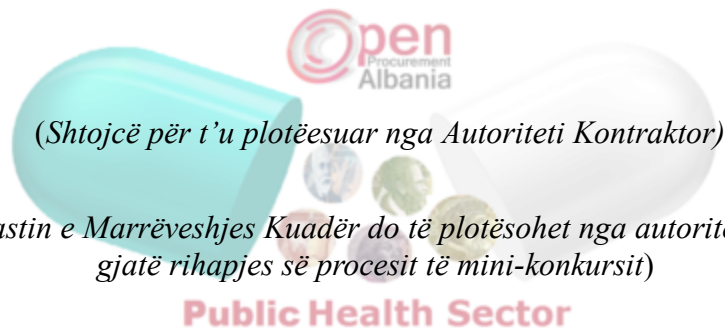 Open
Procurement
Albania
(Shtojcë për t’u plotëesuar nga Autoriteti Kontraktor)
e Marrëveshjes Kuadër do të plotësohet nga
gjatë rihapjes së procesit të mini-konkursit)
Public Health Sector